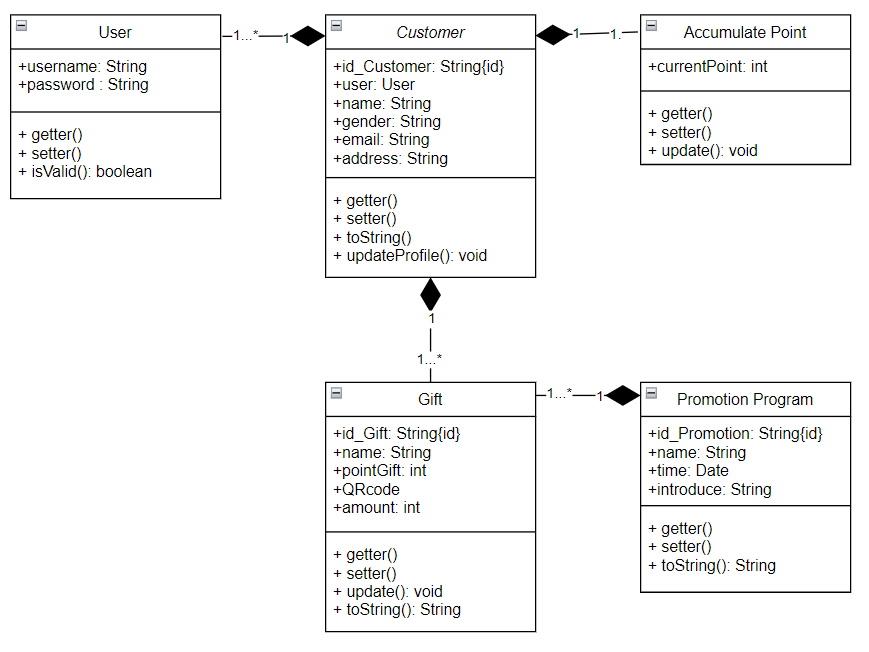 User
+username: String
+password : String
+ getter()
+ setter()
+ isValid(): boolean
1...*
1
Customer
+id_Customer: String{id}
+user: User
+name: String
+gender: String
+email: String
+address: String
+ getter()
+ setter()
+ toString()
+ updateProfile(): void
1
1.
Accumulate Point
+currentPoint: int
+ getter()
+ setter()
+ update(): void
1
1...*
Gift
+id_Gift: String{id}
+name: String
+pointGift: int
+QRcode
+amount: int
+ getter()
+ setter()
+ update(): void
+ toString(): String
1...*
1
Promotion Program
+id_Promotion: String{id}
+name: String
+time: Date
+introduce: String
+ getter()
+ setter()
+ toString(): String